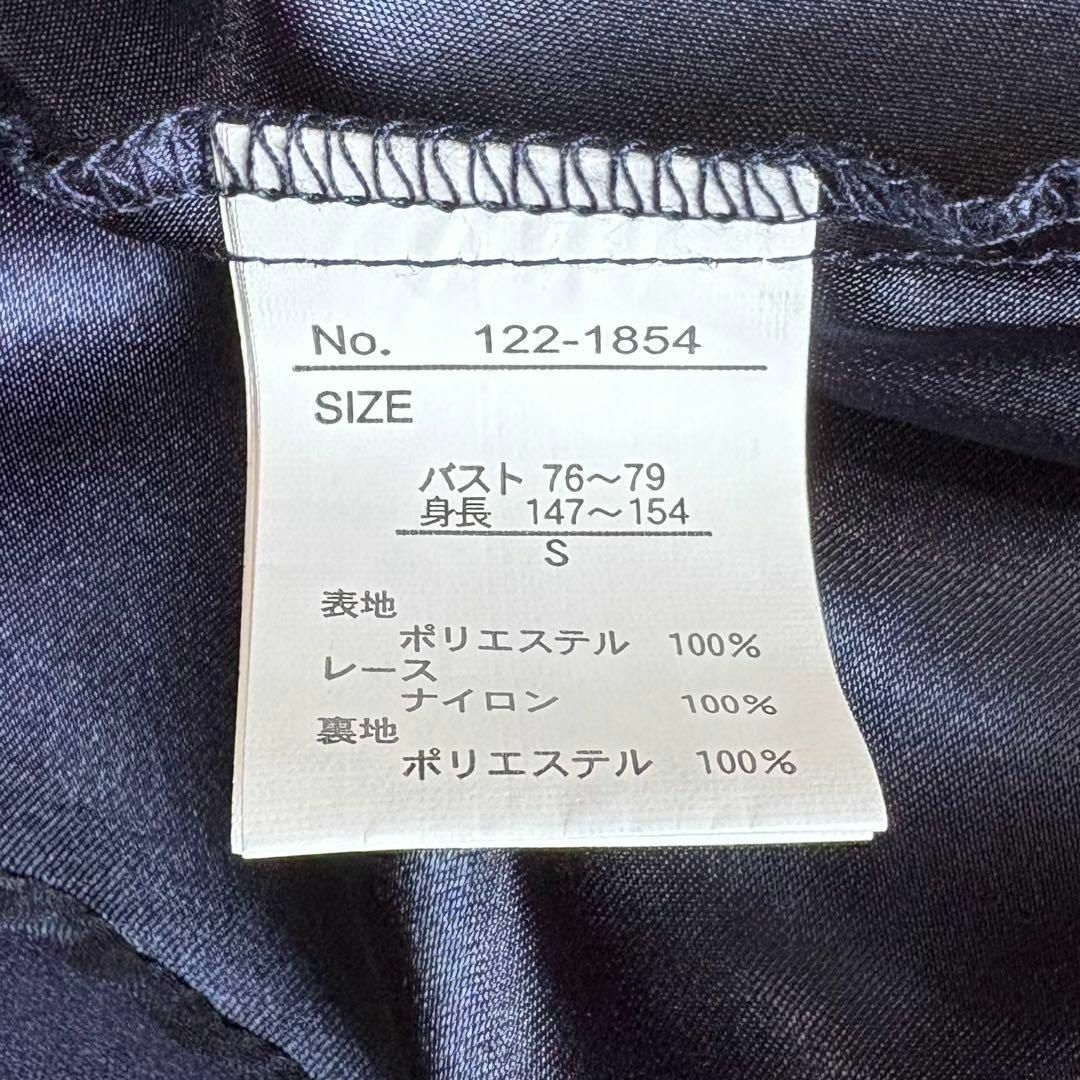 No. 122-1854
SIZE
バスト 76～79
身長 147～154
S
表地
ポリエステル 100%
レース
ナイロン 100%
裏地
ポリエステル 100%